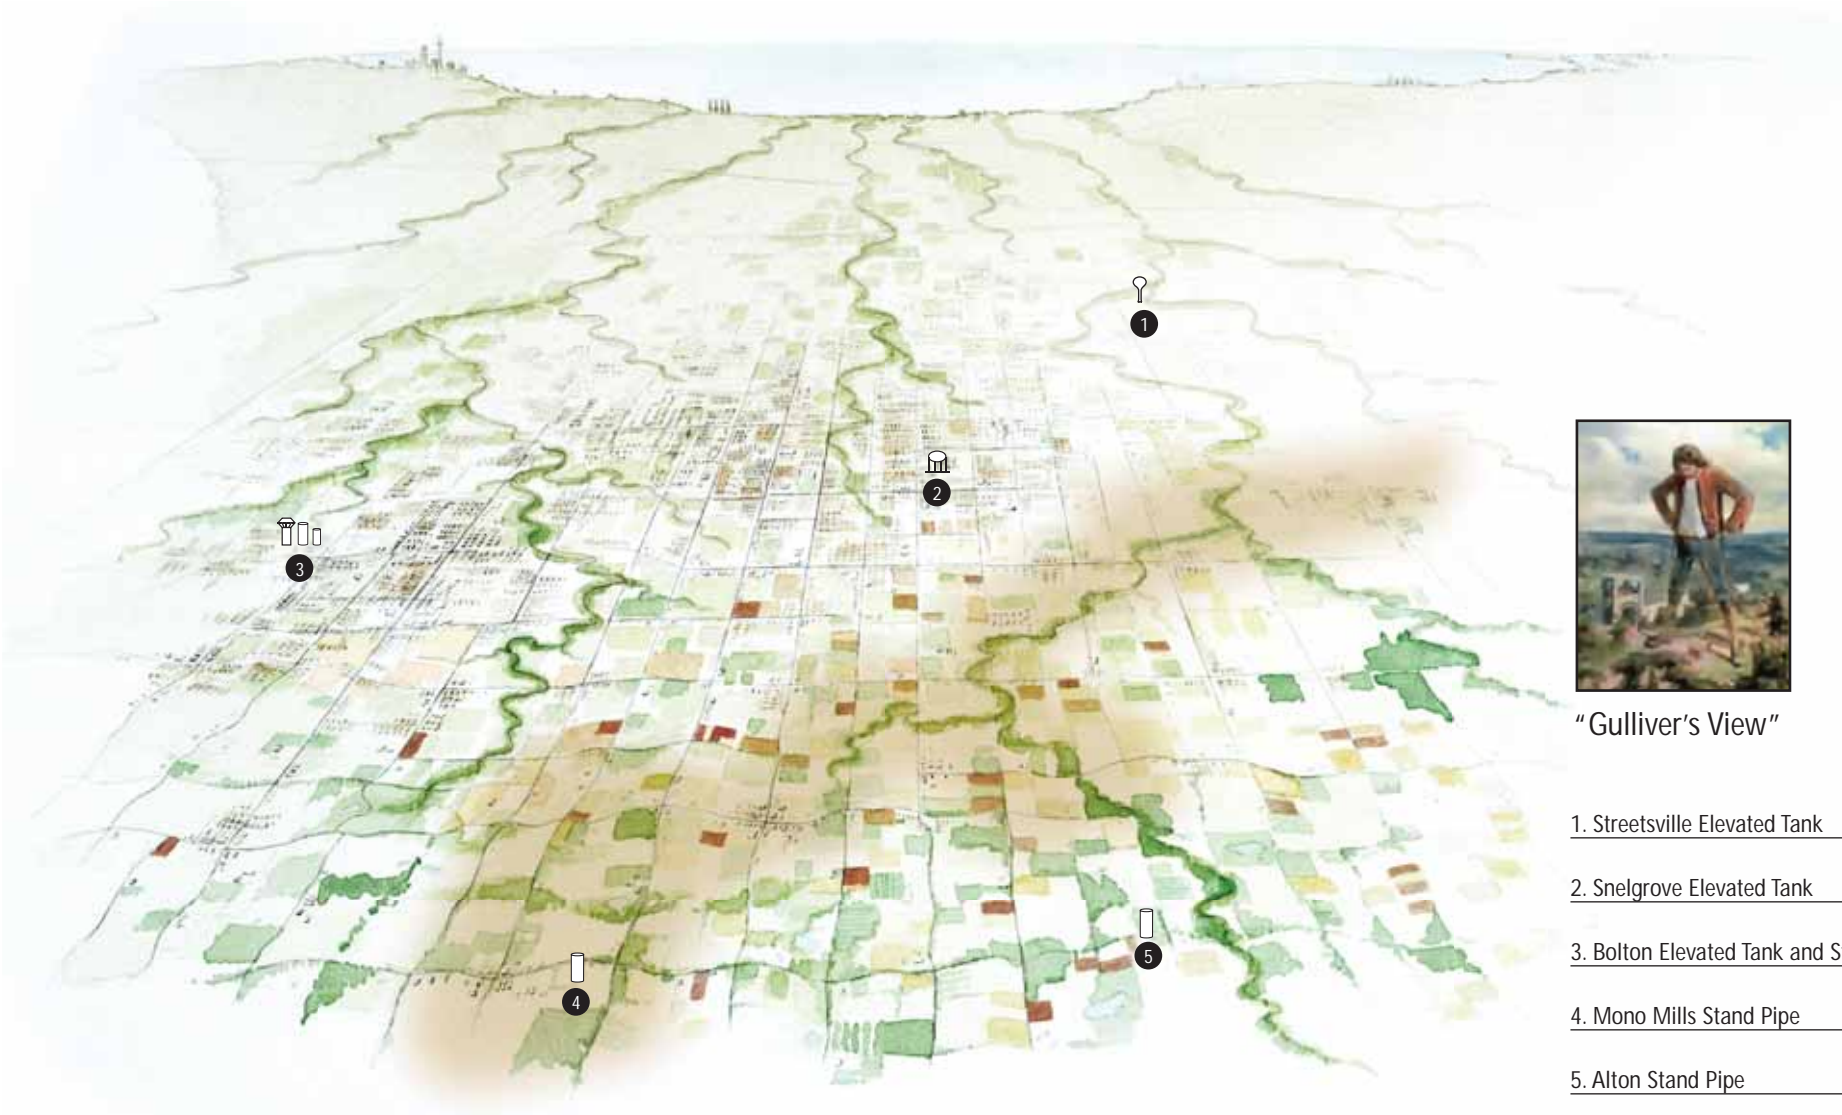 1
2
3
4
5
“Gulliver’s View”
1. Streetsville Elevated Tank
2. Snelgrove Elevated Tank
3. Bolton Elevated Tank and
4. Mono Mills Stand Pipe
5. Alton Stand Pipe